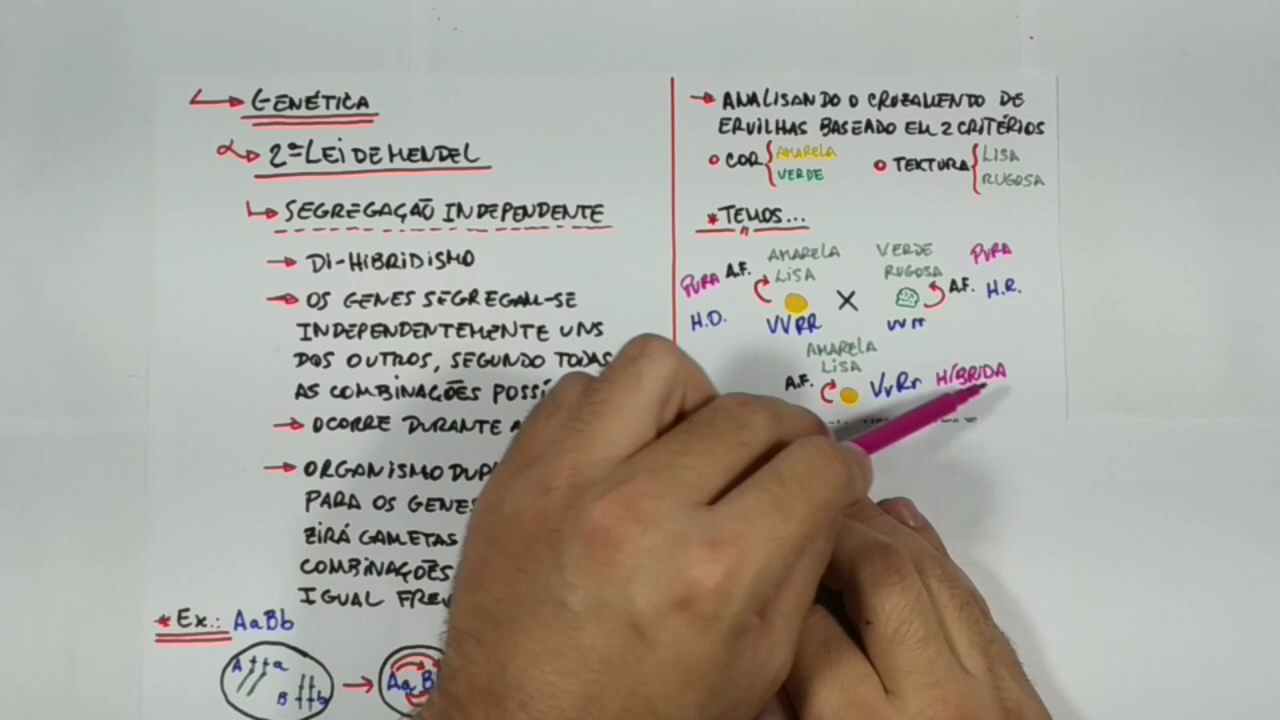 GENÉTICA
2ª LEI DE MENDEL
SEGREGAÇÃO INDEPENDENTE
DI-HIBRIDISMO
OS GENES SEGREGAM-SE
INDEPENDENTEMENTE UNS
DOS OUTROS, SEGUNDO TODAS
AS COMBINAÇÕES
OCORRE DURANTE
ORGANISMO
PARA OS GENES
ZIRÁ GAMETAS
COMBINAÇÕES
IGUAL
* Ex.: AaBb
A a
B b
Aa B
ANALISANDO O CRUZAMENTO DE
ERVILHAS BASEADO EM 2 CRITÉRIOS
COR { AMARELA
VERDE
TEXTURA { LISA
RUGOSA
* TEMOS...
PURA A.F. AMARELA
LISA
H.D. VVRR
X
VERDE
RUGOSA
A.F. PURA
H.R.
vvrr
AMARELA
LISA
A.F. VvRr HÍBRIDA